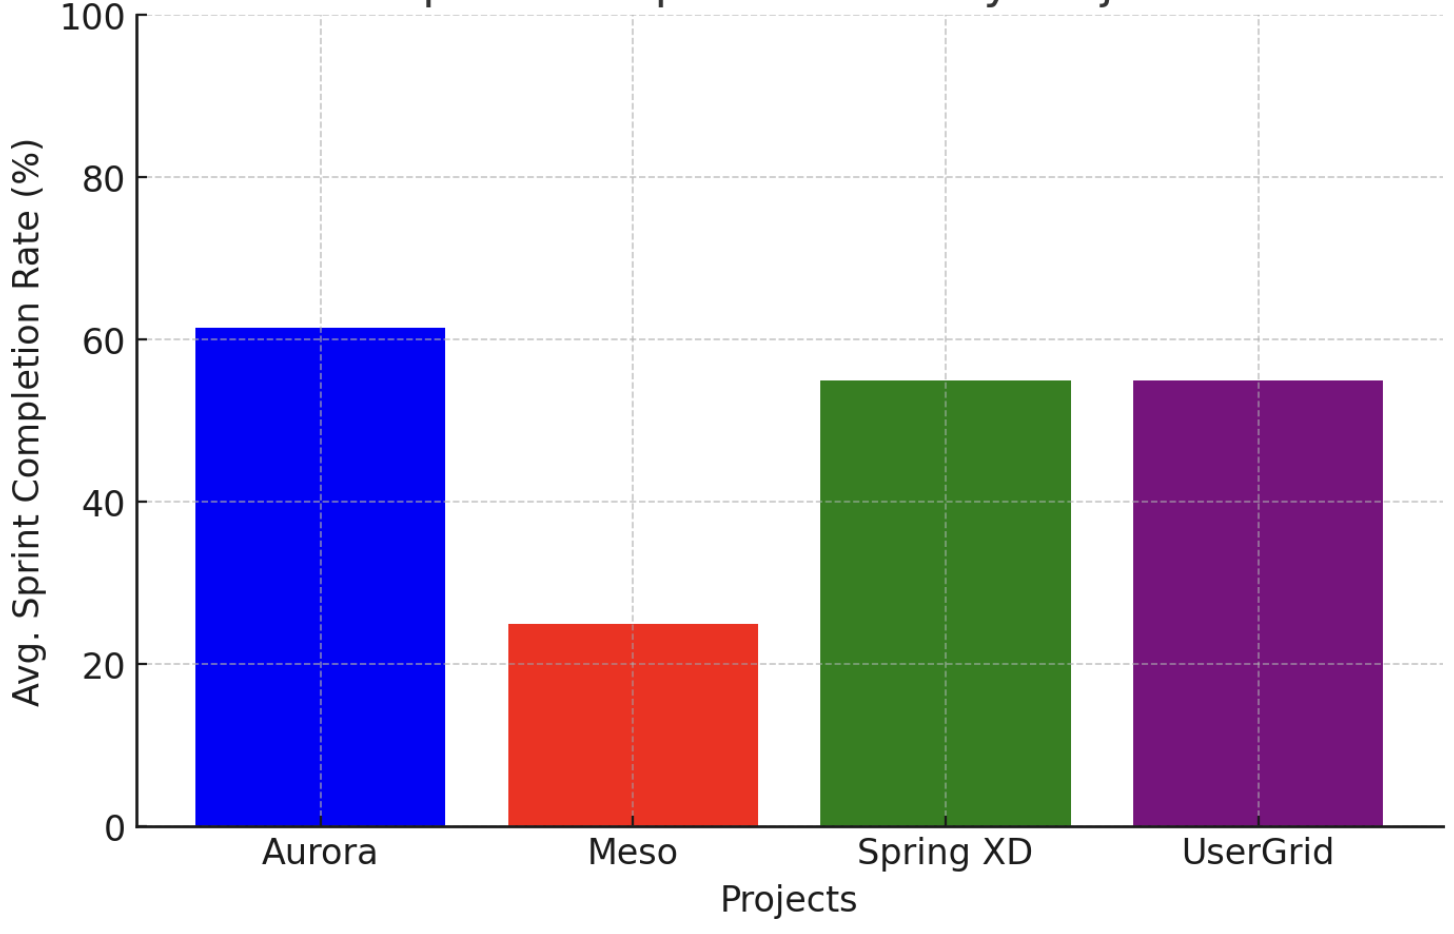 100
80
60
40
20
0
Avg. Sprint Completion Rate (%)
Aurora Meso Spring XD UserGrid
Projects